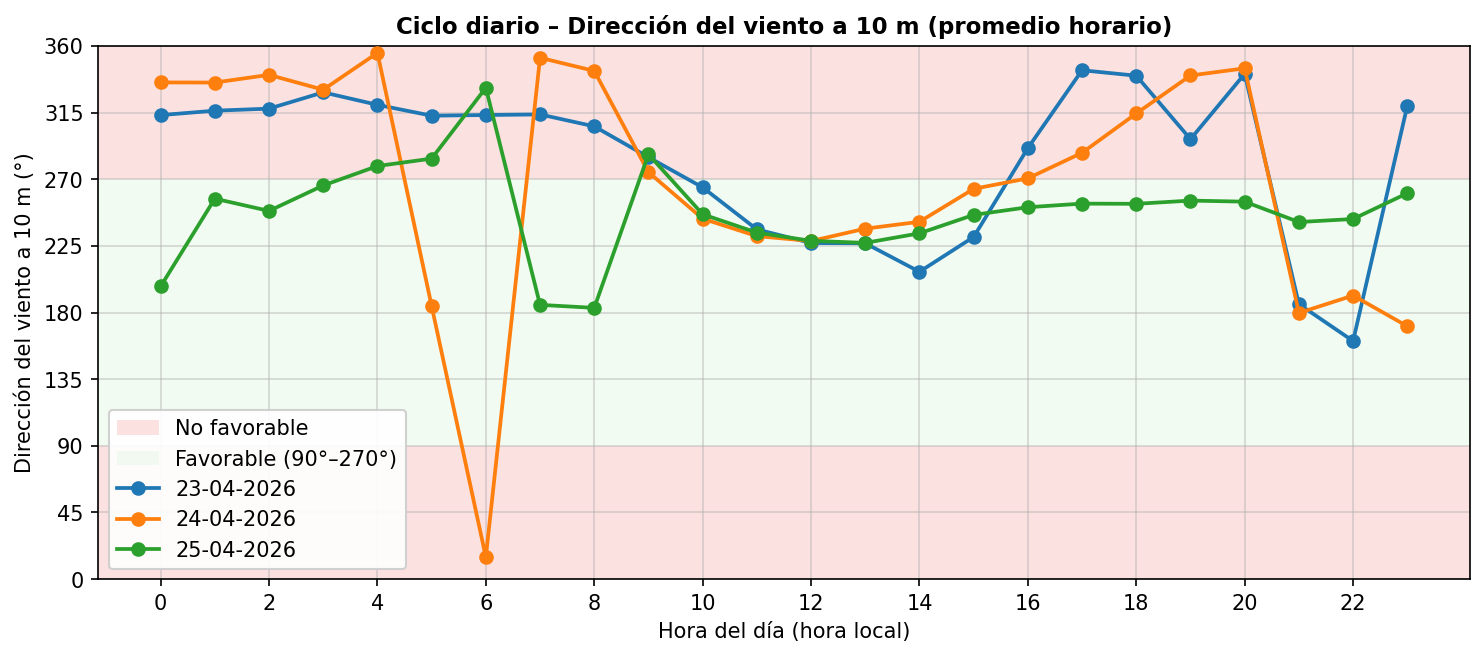 Ciclo diario – Dirección del viento a 10 m (promedio horario)
Dirección del viento a 10 m (°)
360
315
270
225
180
135
90
45
0
No favorable
Favorable (90°–270°)
23-04-2026
24-04-2026
25-04-2026
0 2 4 6 8 10 12 14 16 18 20 22
Hora del día (hora local)